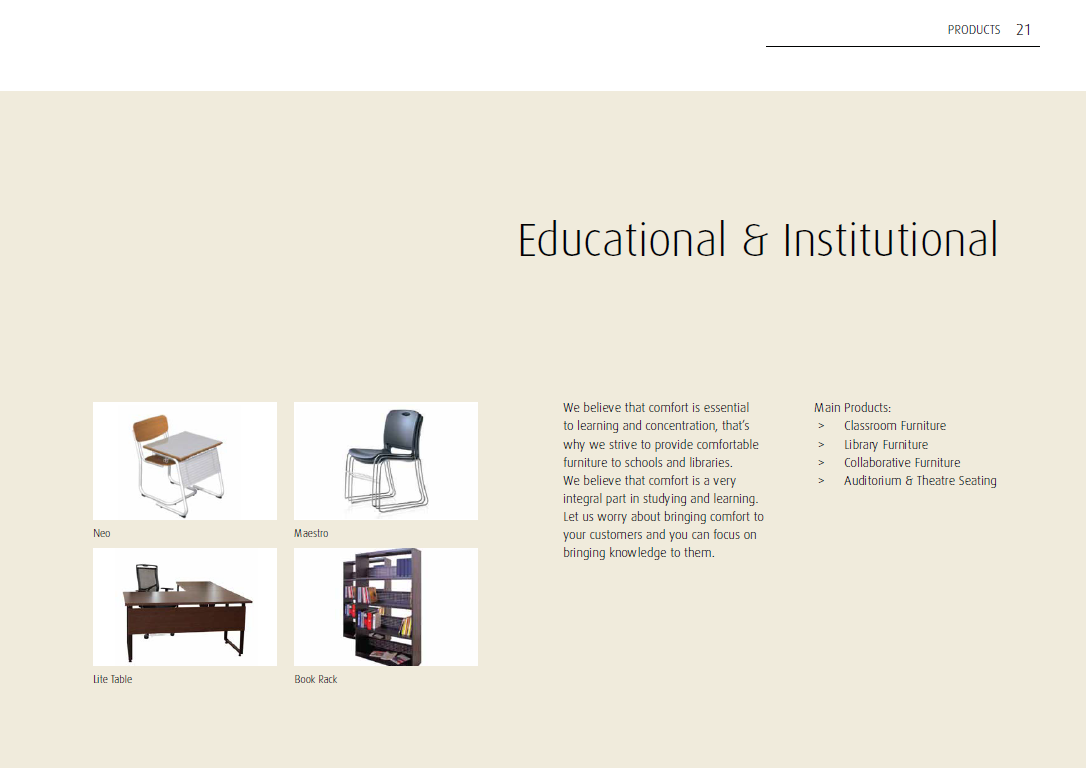 PRODUCTS 21
Educational & Institutional
Neo
Maestro
Lite Table
Book Rack
We believe that comfort is essential
to learning and concentration, that’s
why we strive to provide comfortable
furniture to schools and libraries.
We believe that comfort is a very
integral part in studying and learning.
Let us worry about bringing comfort to
your customers and you can focus on
bringing knowledge to them.
Main Products:
> Classroom Furniture
> Library Furniture
> Collaborative Furniture
> Auditorium & Theatre Seating